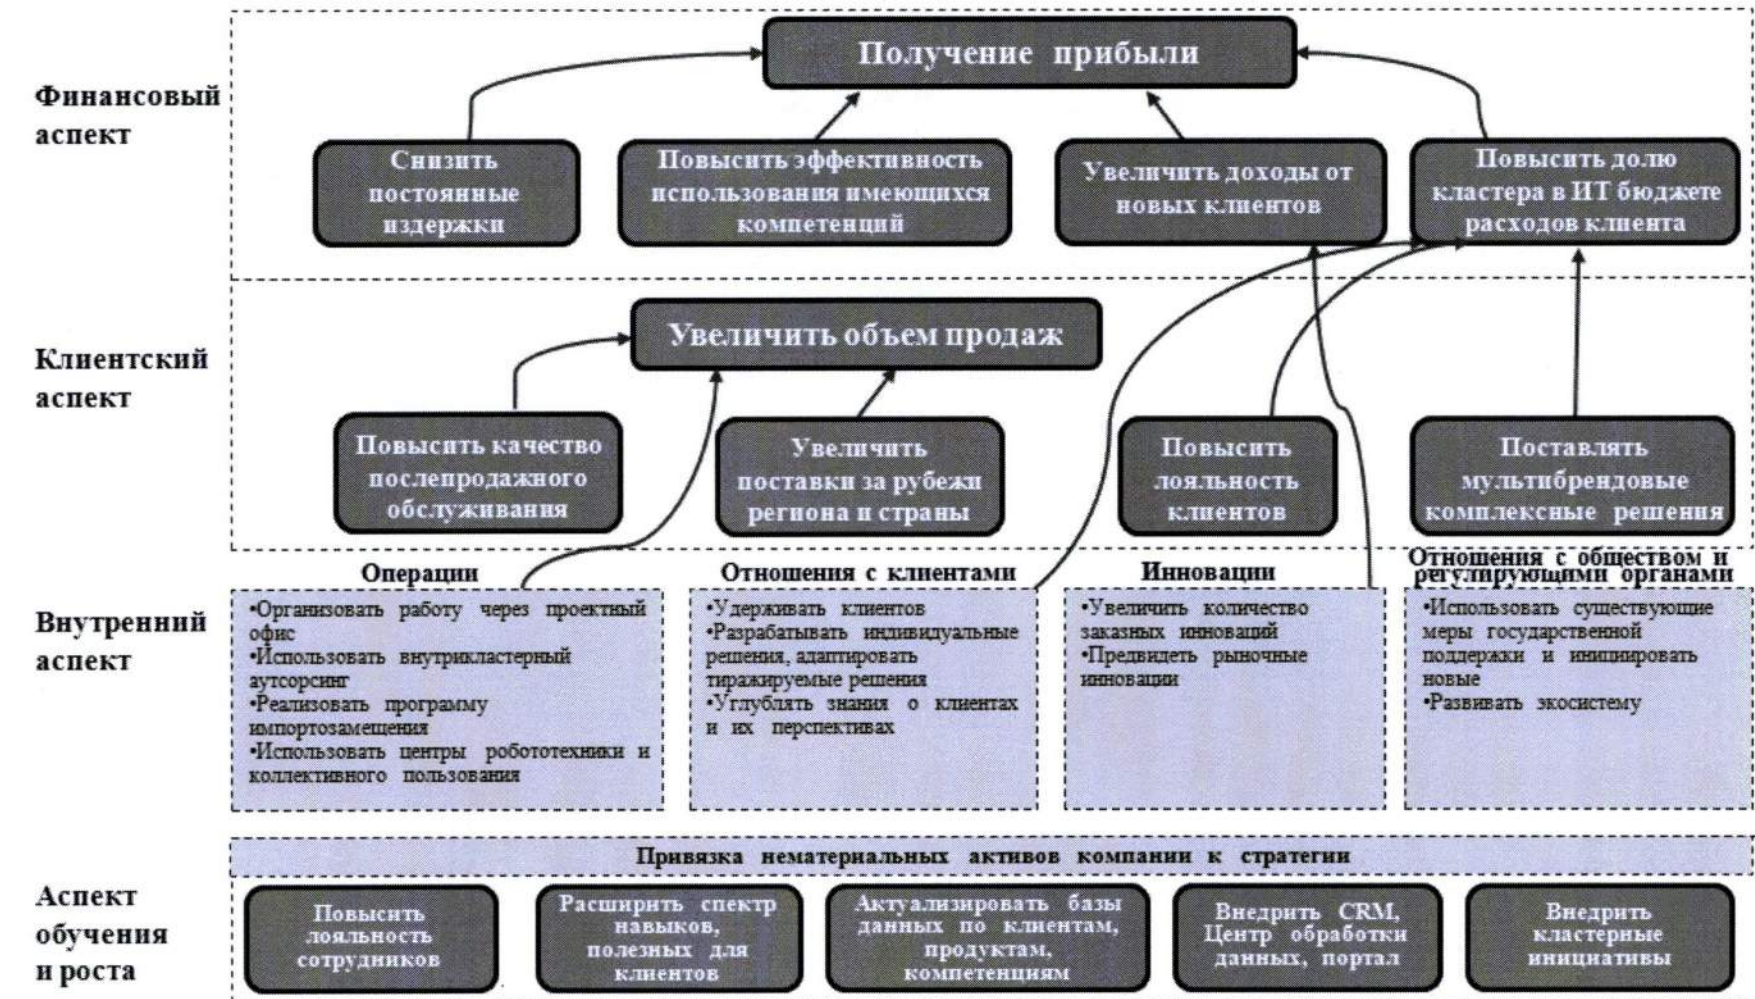 Финансовый
аспект
Получение прибыли
Снизить
постоянные
издержки
Повысить эффективность
использования имеющихся
компетенций
Увеличить доходы от
новых клиентов
Повысить долю
кластера в ИТ бюджете
расходов клиента
Клиентский
аспект
Увеличить объем продаж
Повысить качество
послепродажного
обслуживания
Увеличить
поставки за рубежи
региона и страны
Повысить
лояльность
клиентов
Поставлять
мультибрендовые
комплексные решения
Внутренний
аспект
Операции
•Организовать работу через проектный
офис
•Использовать внутрикластерный
аутсорсинг
•Реализовать программу
импортозамещения
•Использовать центры робототехники и
коллективного пользования
Отношения с клиентами
•Удерживать клиентов
•Разрабатывать индивидуальные
решения, адаптировать
тиражируемые решения
•Углублять знания о клиентах
и их перспективах
Инновации
•Увеличить количество
заказных инноваций
•Предвидеть рыночные
инновации
Отношения с обществом и
регулирующими органами
•Использовать существующие
меры государственной
поддержки и инициировать
новые
•Развивать экосистему
Аспект
обучения
и роста
Привязка нематериальных активов компании к стратегии
Повысить
лояльность
сотрудников
Расширить спектр
навыков,
полезных для
клиентов
Актуализировать базы
данных по клиентам,
продуктам,
компетенциям
Внедрить CRM,
Центр обработки
данных, портал
Внедрить
кластерные
инициативы